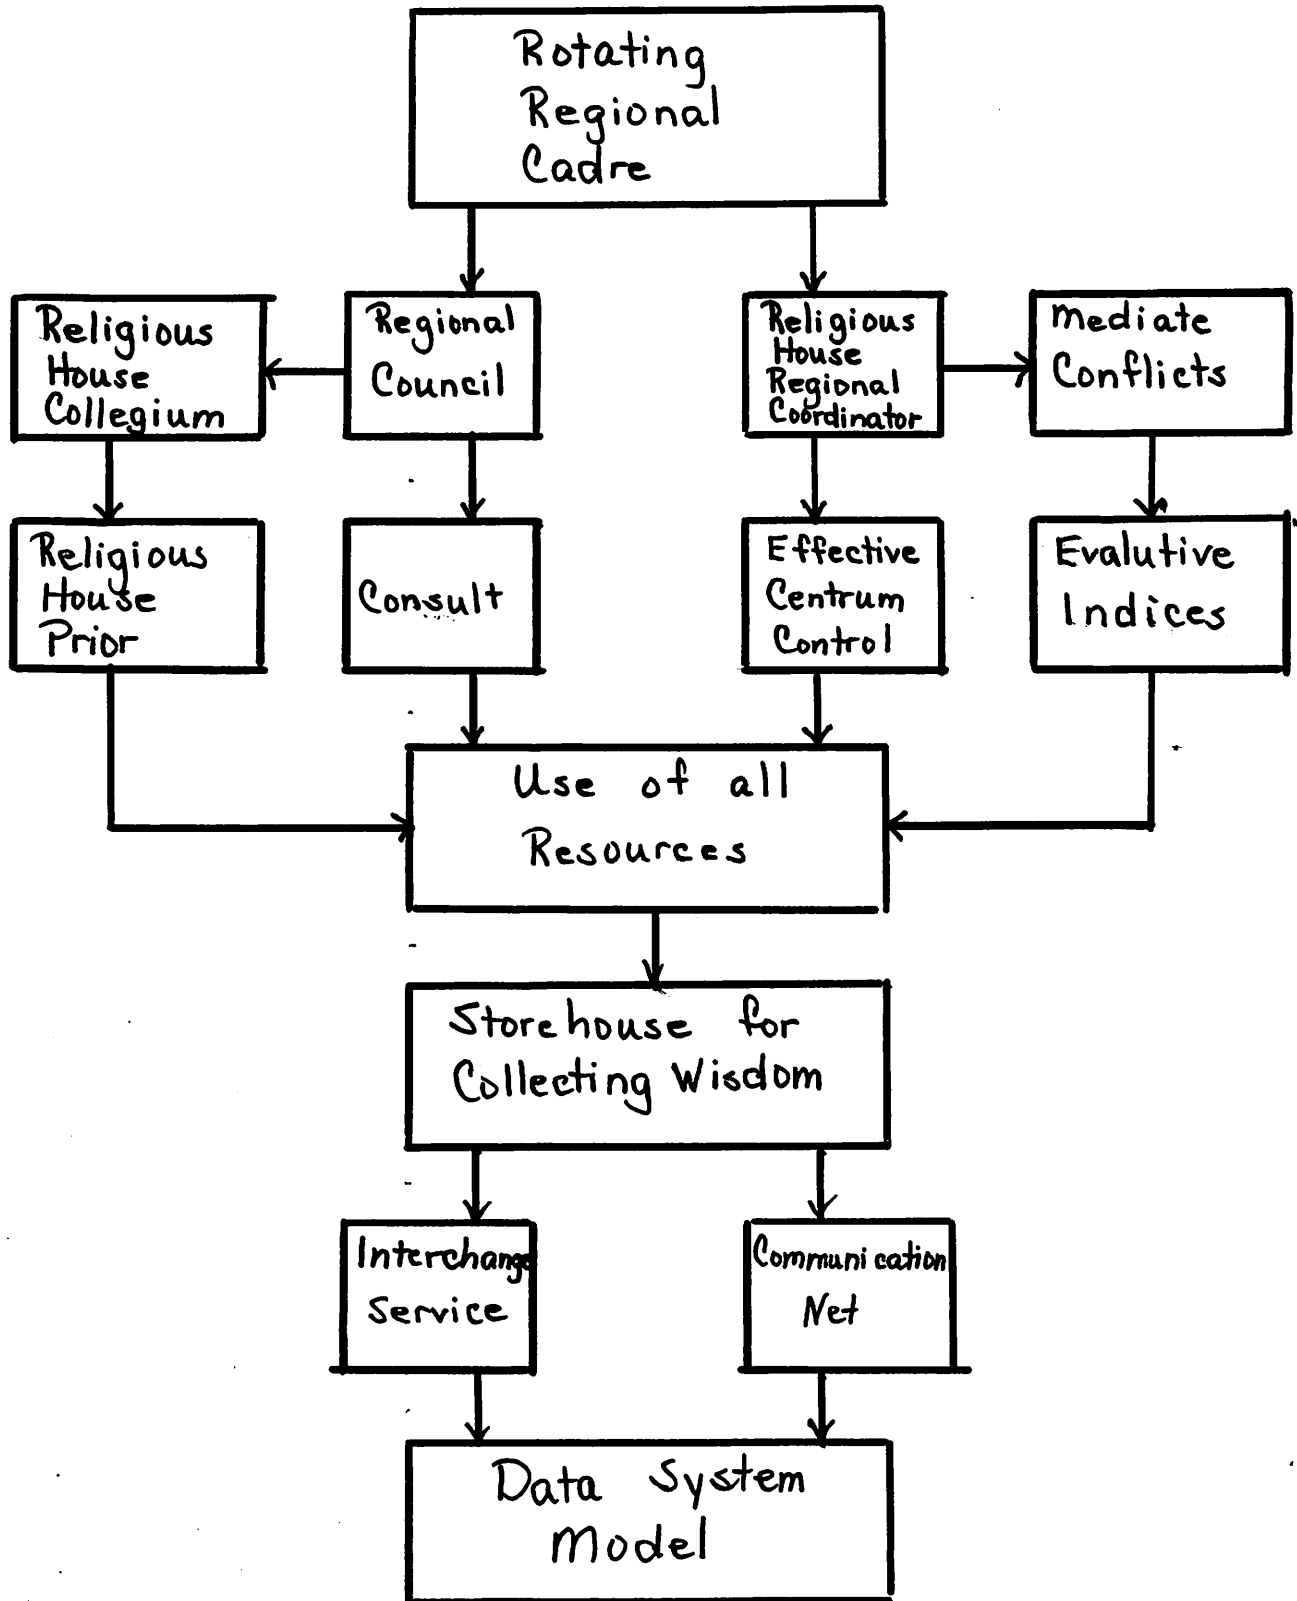 Rotating
Regional
Cadre
Religious
House
Collegium
Regional
Council
Religious
House
Regional
Coordinator
Mediate
Conflicts
Religious
House
Prior
Consult
Effective
Centrum
Control
Evalutive
Indices
Use of all
Resources
Storehouse for
Collecting Wisdom
Interchange
Service
Communication
Net
Data System
Model